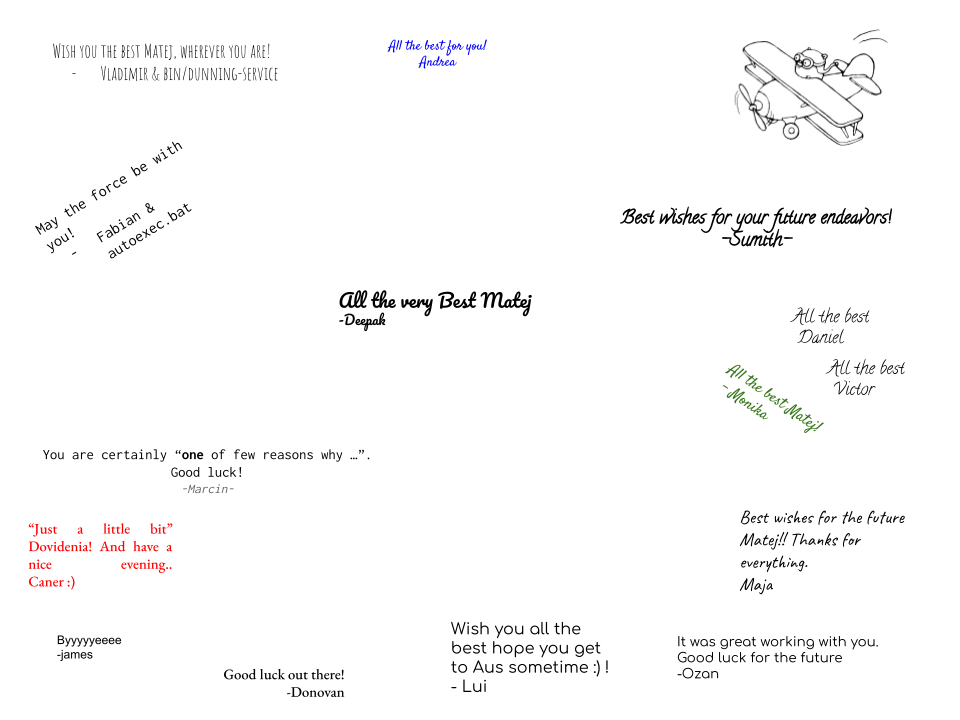 Wish you the best Matej, wherever you are!
- Vladimir & bin/dunning-service
All the best for you!
Andrea
May the force be with
you!
- Fabian &
autoexec.bat
Best wishes for your future endeavors!
-Sumith-
All the very Best Matej
-Deepak
All the best
Daniel
All the best
Victor
All the best Matej!
- Monika
You are certainly “one of few reasons why …”.
Good luck!
-Marcin-
“Just a little bit”
Dovidenia! And have a
nice evening..
Caner :)
Best wishes for the future
Matej!! Thanks for
everything.
Maja
Byyyyyeeee
-james
Good luck out there!
-Donovan
Wish you all the
best hope you get
to Aus sometime :) !
- Lui
It was great working with you.
Good luck for the future
-Ozan